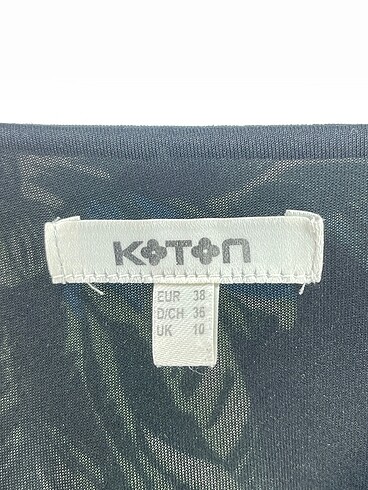 KOTON
EUR 38
D/CH 36
UK 10